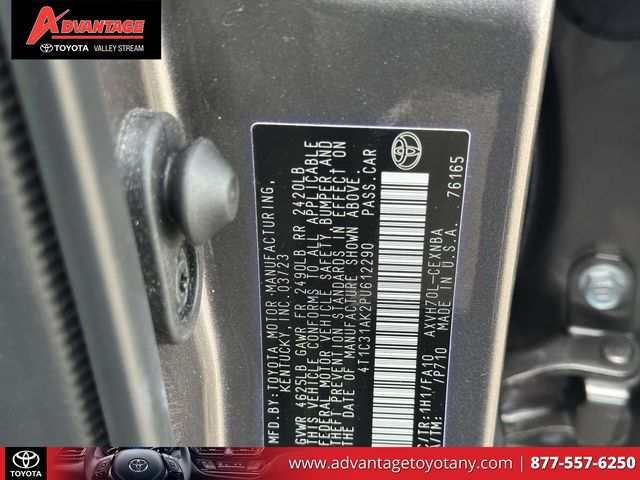 ADVANTAGE
TOYOTA VALLEY STREAM
MFD.BY:TOYOTA MOTOR MANUFACTURING,
KENTUCKY, INC. 03/23
GVWR 4625LB GAWR FR 2490LB RR 2420LB
THIS VEHICLE CONFORMS TO ALL APPLICABLE
FEDERAL MOTOR VEHICLE SAFETY, BUMPER, AND
THEFT PREVENTION STANDARDS IN EFFECT ON
THE DATE OF MANUFACTURE SHOWN ABOVE.
4T1C31AK2PU612290 PASS.CAR
C/TR:1H1/FA10 AXVH70L-CEXNBA
/TRIM: /P710 MADE IN U.S.A. 76165
TOYOTA
www.advantagetoyotany.com
877-557-6250